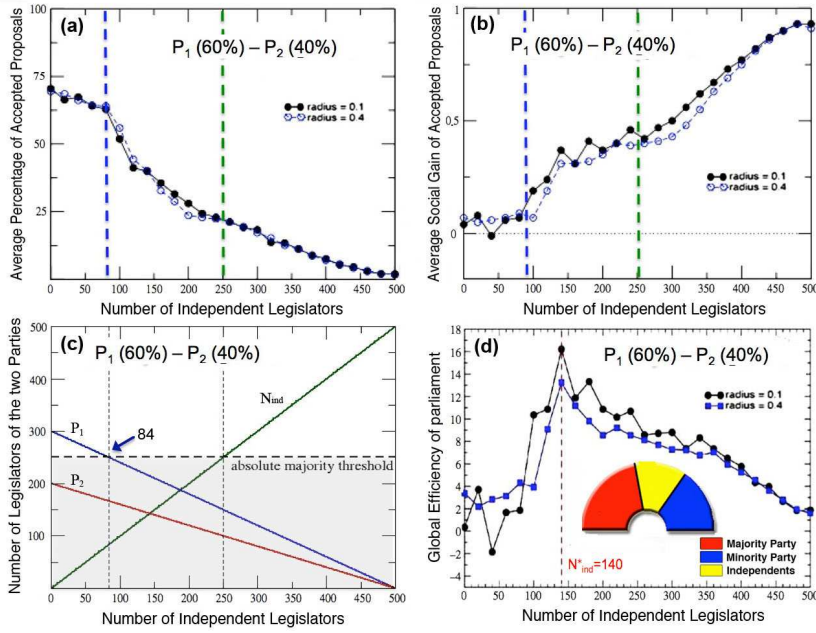 (a)
P₁ (60%) – P₂ (40%)
radius = 0.1
radius = 0.4
Average Percentage of Accepted Proposals
100
75
50
25
0 50 100 150 200 250 300 350 400 450 500
Number of Independent Legislators
(b)
P₁ (60%) – P₂ (40%)
radius = 0.1
radius = 0.4
Average Social Gain of Accepted Proposals
1
0,5
0
0 50 100 150 200 250 300 350 400 450 500
Number of Independent Legislators
(c)
P₁ (60%) – P₂ (40%)
Nind
P₁
84
absolute majority threshold
P₂
Number of Legislators of the two Parties
500
400
300
200
100
0 50 100 150 200 250 300 350 400 450 500
Number of Independent Legislators
(d)
P₁ (60%) – P₂ (40%)
radius = 0.1
radius = 0.4
Global Efficiency of parliament
18
16
14
12
10
8
6
4
2
0
-2
-4
N*ind=140
Majority Party
Minority Party
Independents
0 50 100 150 200 250 300 350 400 450 500
Number of Independent Legislators